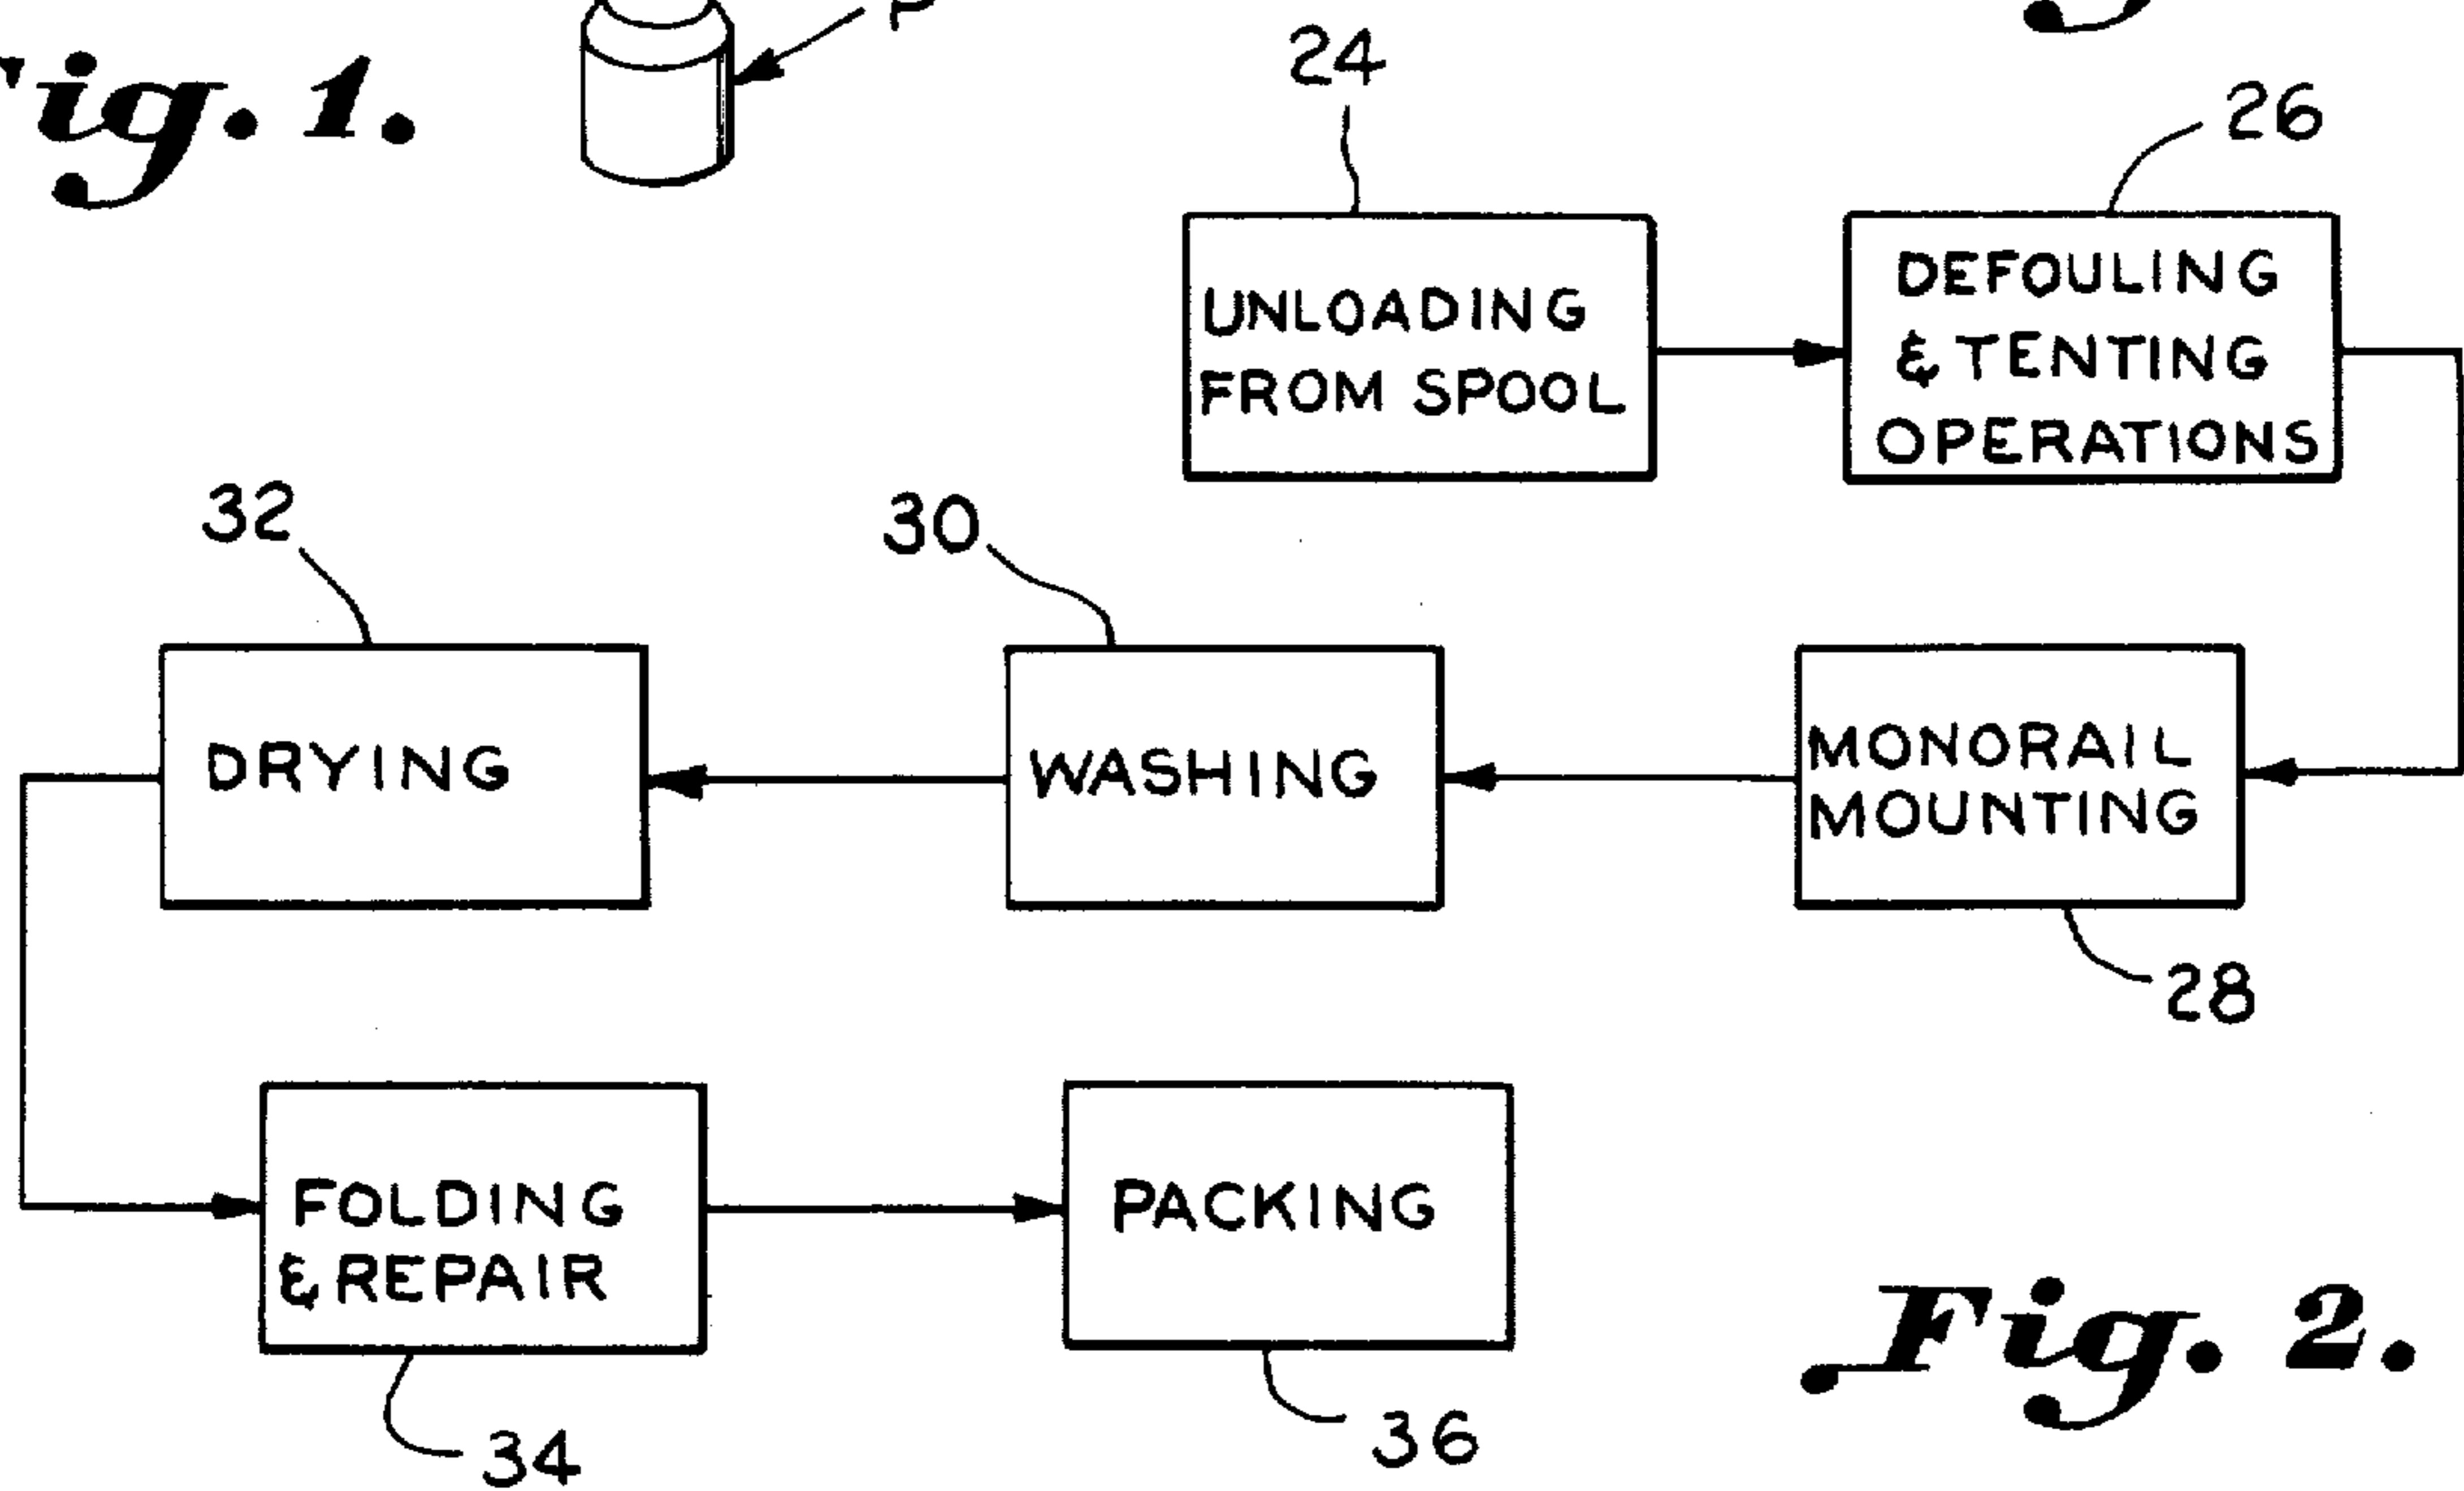 Fig. 1.
24
26
UNLOADING
FROM SPOOL
DEFOULING
& TENTING
OPERATIONS
32
30
DRYING
WASHING
MONORAIL
MOUNTING
28
FOLDING
& REPAIR
PACKING
34
36
Fig. 2.